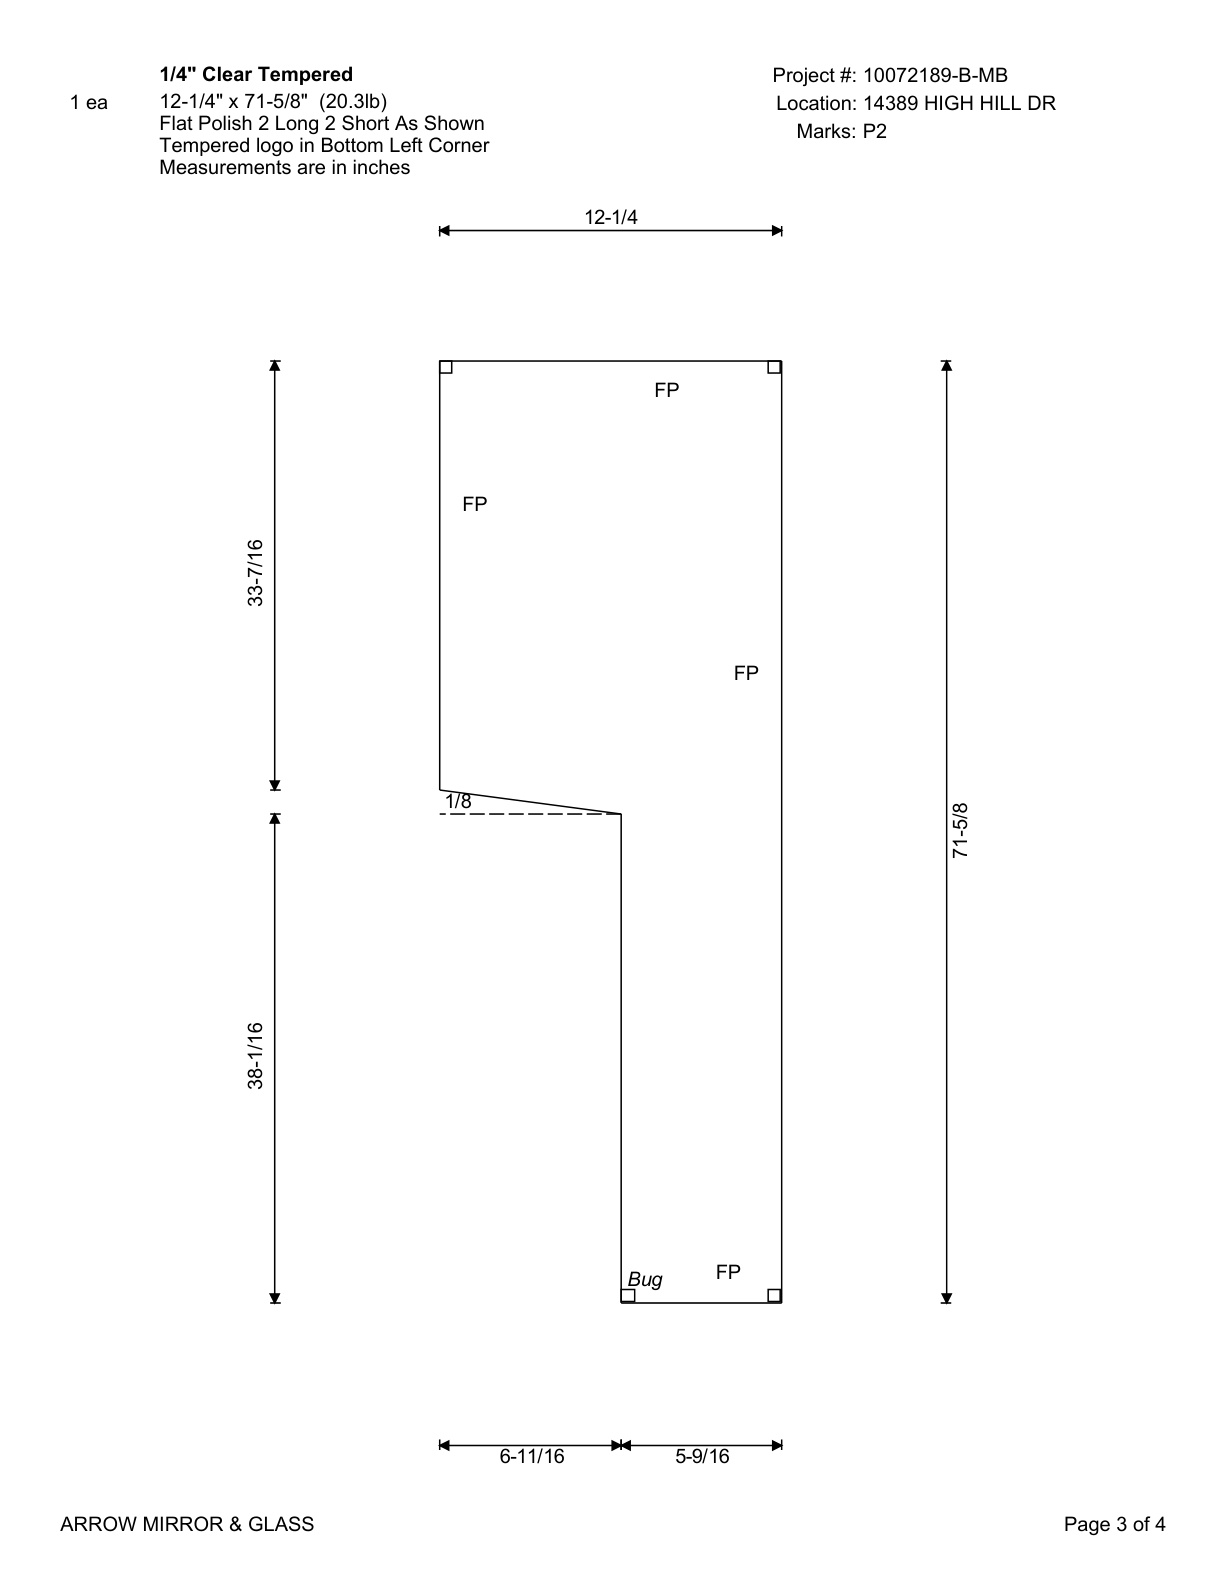 1/4" Clear Tempered
1 ea
12-1/4" x 71-5/8"  (20.3lb)
Flat Polish 2 Long 2 Short As Shown
Tempered logo in Bottom Left Corner
Measurements are in inches
Project #: 10072189-B-MB
Location: 14389 HIGH HILL DR
Marks: P2
12-1/4
FP
FP
33-7/16
FP
1/8
71-5/8
38-1/16
FP
Bug
6-11/16
5-9/16
ARROW MIRROR & GLASS
Page 3 of 4